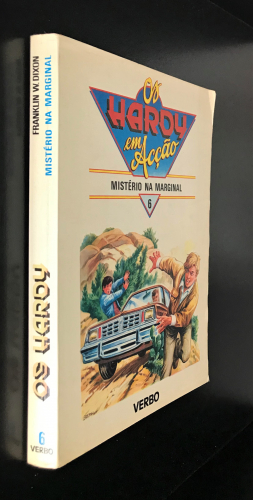 FRANKLIN W. DIXON
MISTÉRIO NA MARGINAL
OS HARDY
6
VERBO
Os
HARDY
em
Acção
MISTÉRIO NA MARGINAL
6
VERBO